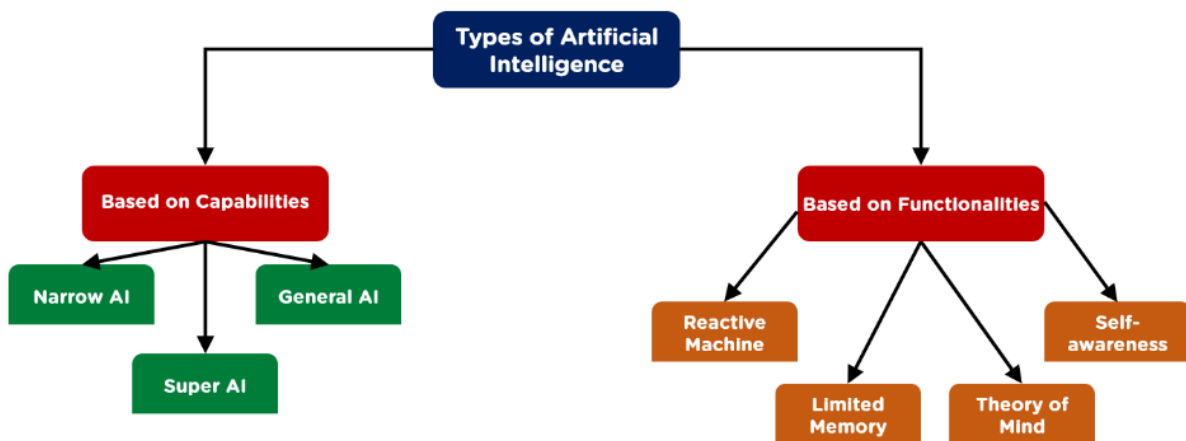 Types of Artificial
Intelligence
Based on Capabilities
Based on Functionalities
Narrow AI
General AI
Super AI
Reactive
Machine
Self-
awareness
Limited
Memory
Theory of
Mind